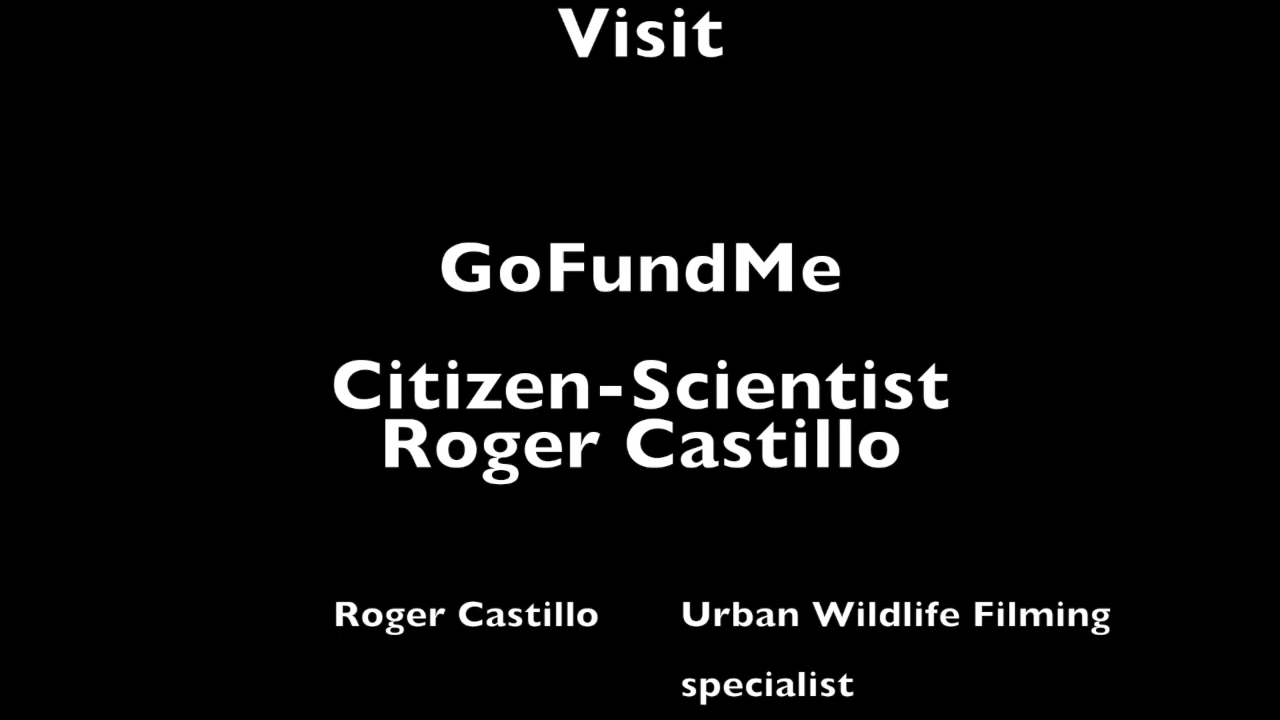 Visit
GoFundMe
Citizen-Scientist
Roger Castillo
Roger Castillo Urban Wildlife Filming
specialist